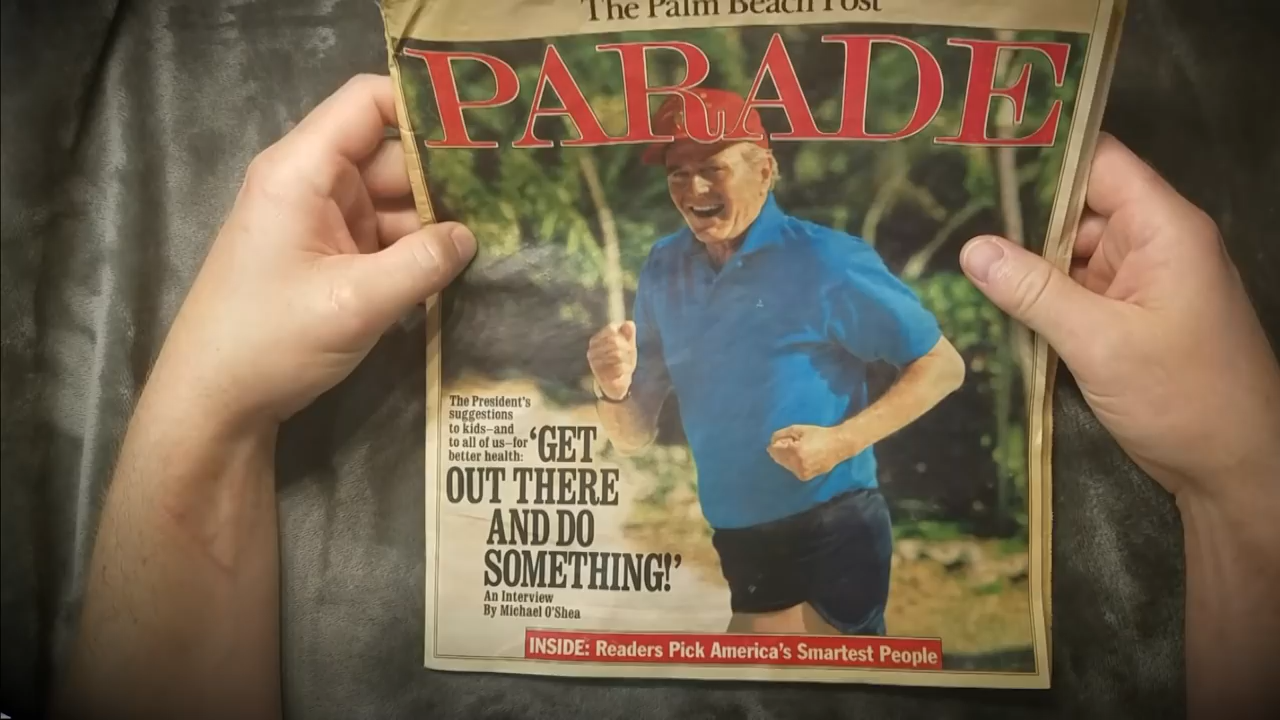 The Palm Beach Post
PARADE
The President's
suggestions
to kids—and
to all of us—for
better health:
'GET
OUT THERE
AND DO
SOMETHING!'
An Interview
By Michael O'Shea
INSIDE: Readers Pick America's Smartest People